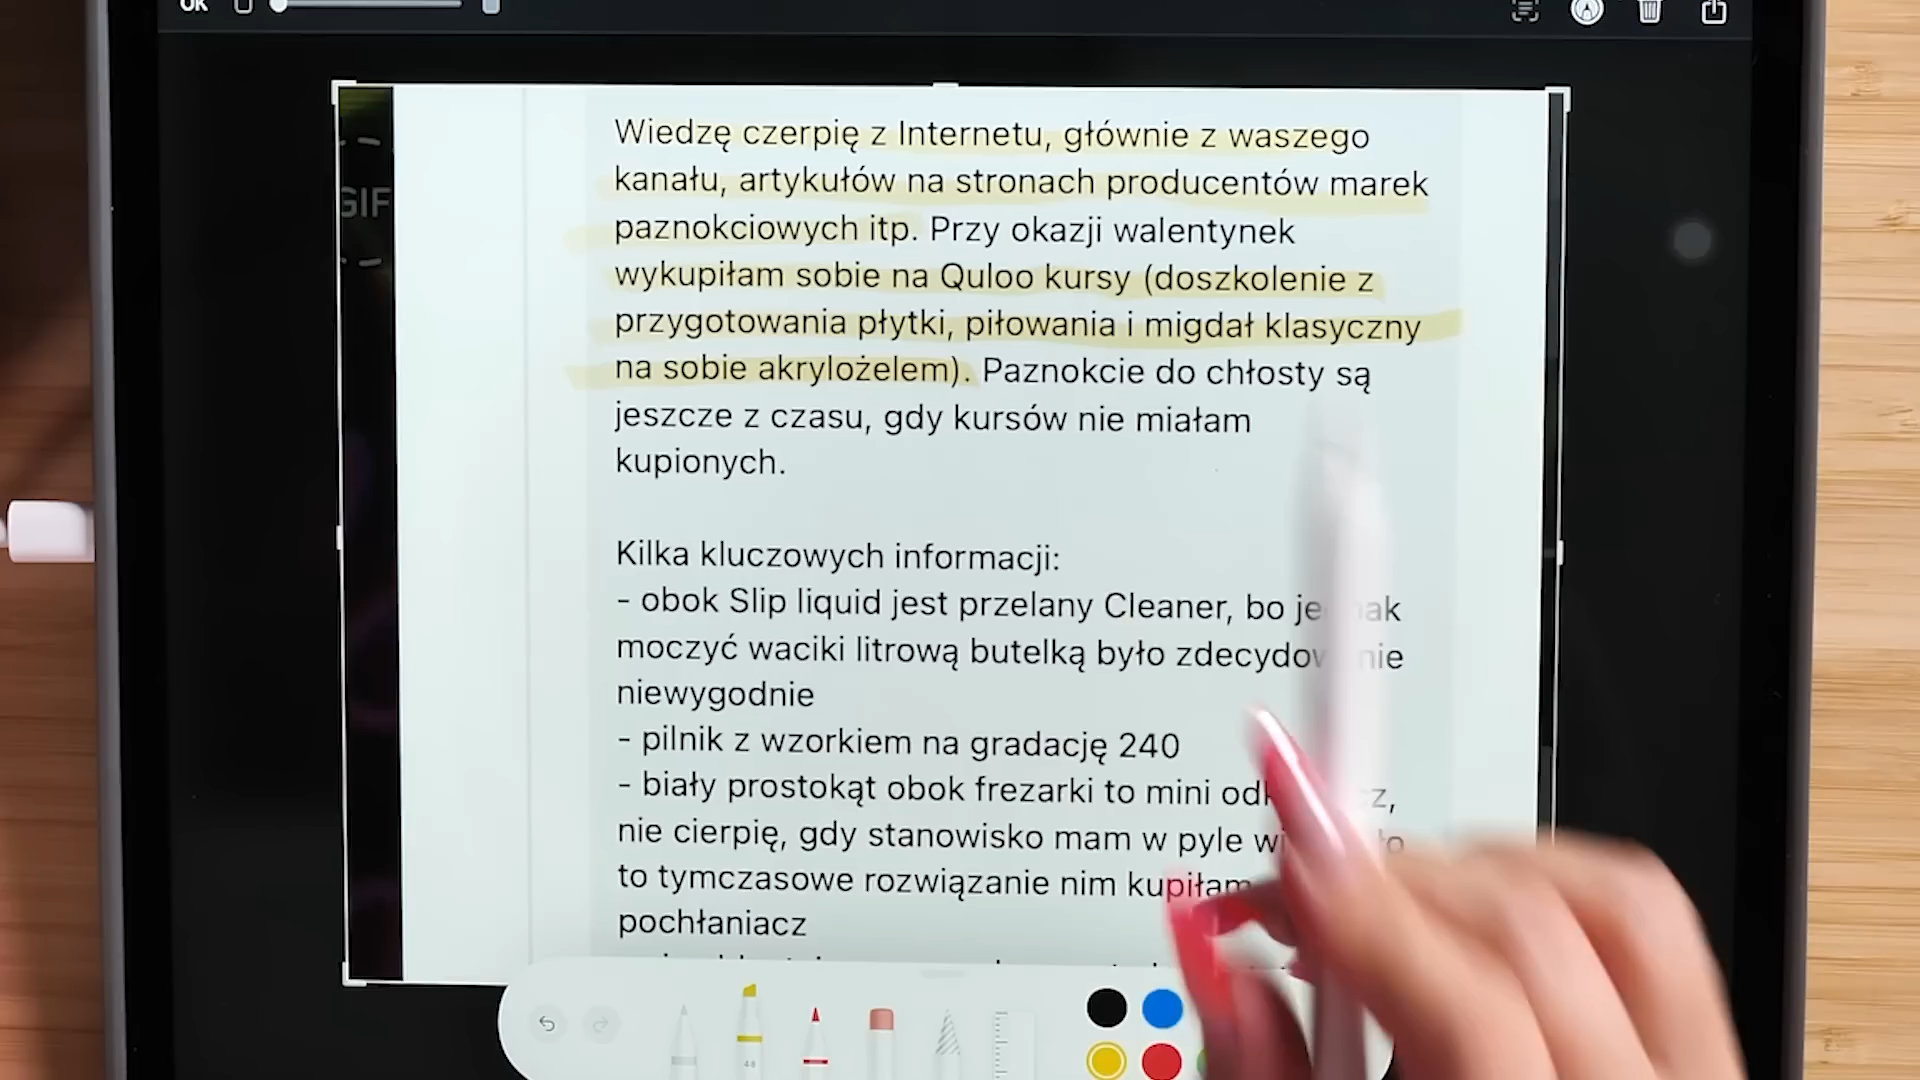 OK
GIF
Wiedzę czerpię z Internetu, głównie z waszego
kanału, artykułów na stronach producentów marek
paznokciowych itp. Przy okazji walentynek
wykupiłam sobie na Quloo kursy (doszkolenie z
przygotowania płytki, piłowania i migdał klasyczny
na sobie akrylożelem). Paznokcie do chłosty są
jeszcze z czasu, gdy kursów nie miałam
kupionych.
Kilka kluczowych informacji:
- obok Slip liquid jest przelany Cleaner, bo jednak
moczyć waciki litrową butelką było zdecydowanie
niewygodnie
- pilnik z wzorkiem na gradację 240
- biały prostokąt obok frezarki to mini
nie cierpię, gdy stanowisko mam w pyle
to tymczasowe rozwiązanie nim kupiłam
pochłaniacz